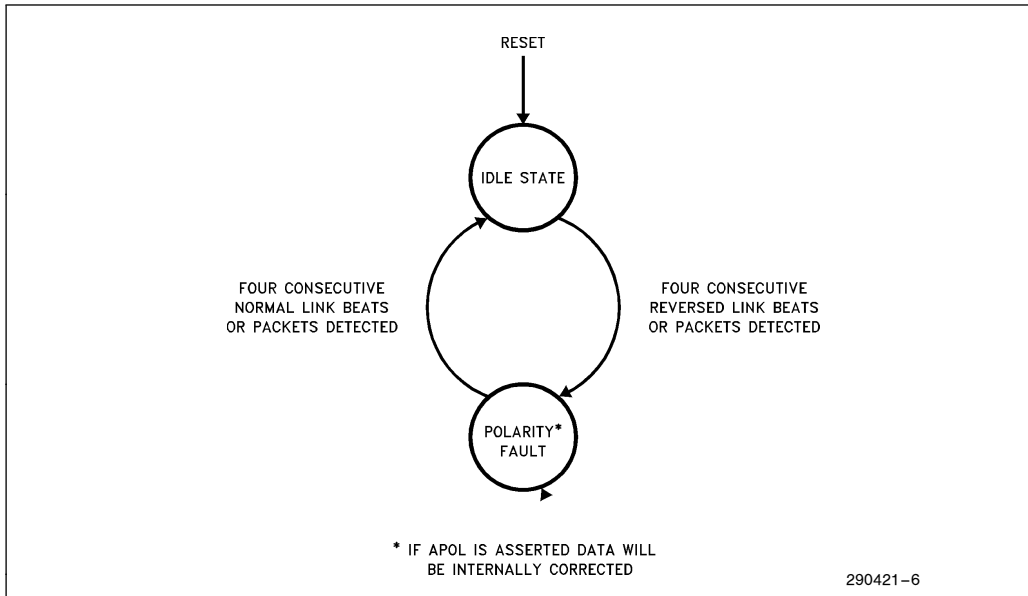 RESET
IDLE STATE
FOUR CONSECUTIVE
NORMAL LINK BEATS
OR PACKETS DETECTED
FOUR CONSECUTIVE
REVERSED LINK BEATS
OR PACKETS DETECTED
POLARITY*
FAULT
* IF APOL IS ASSERTED DATA WILL
BE INTERNALLY CORRECTED
290421–6